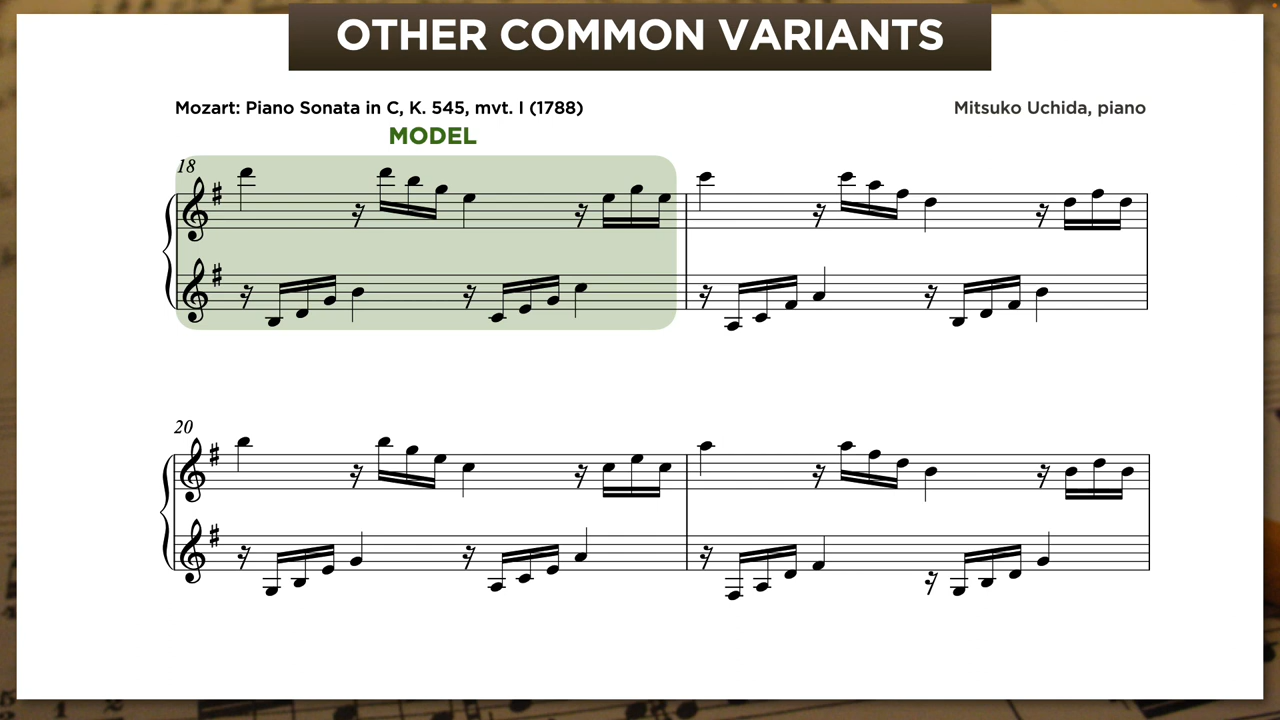 OTHER COMMON VARIANTS
Mozart: Piano Sonata in C, K. 545, mvt. I (1788)
Mitsuko Uchida, piano
MODEL
18
20